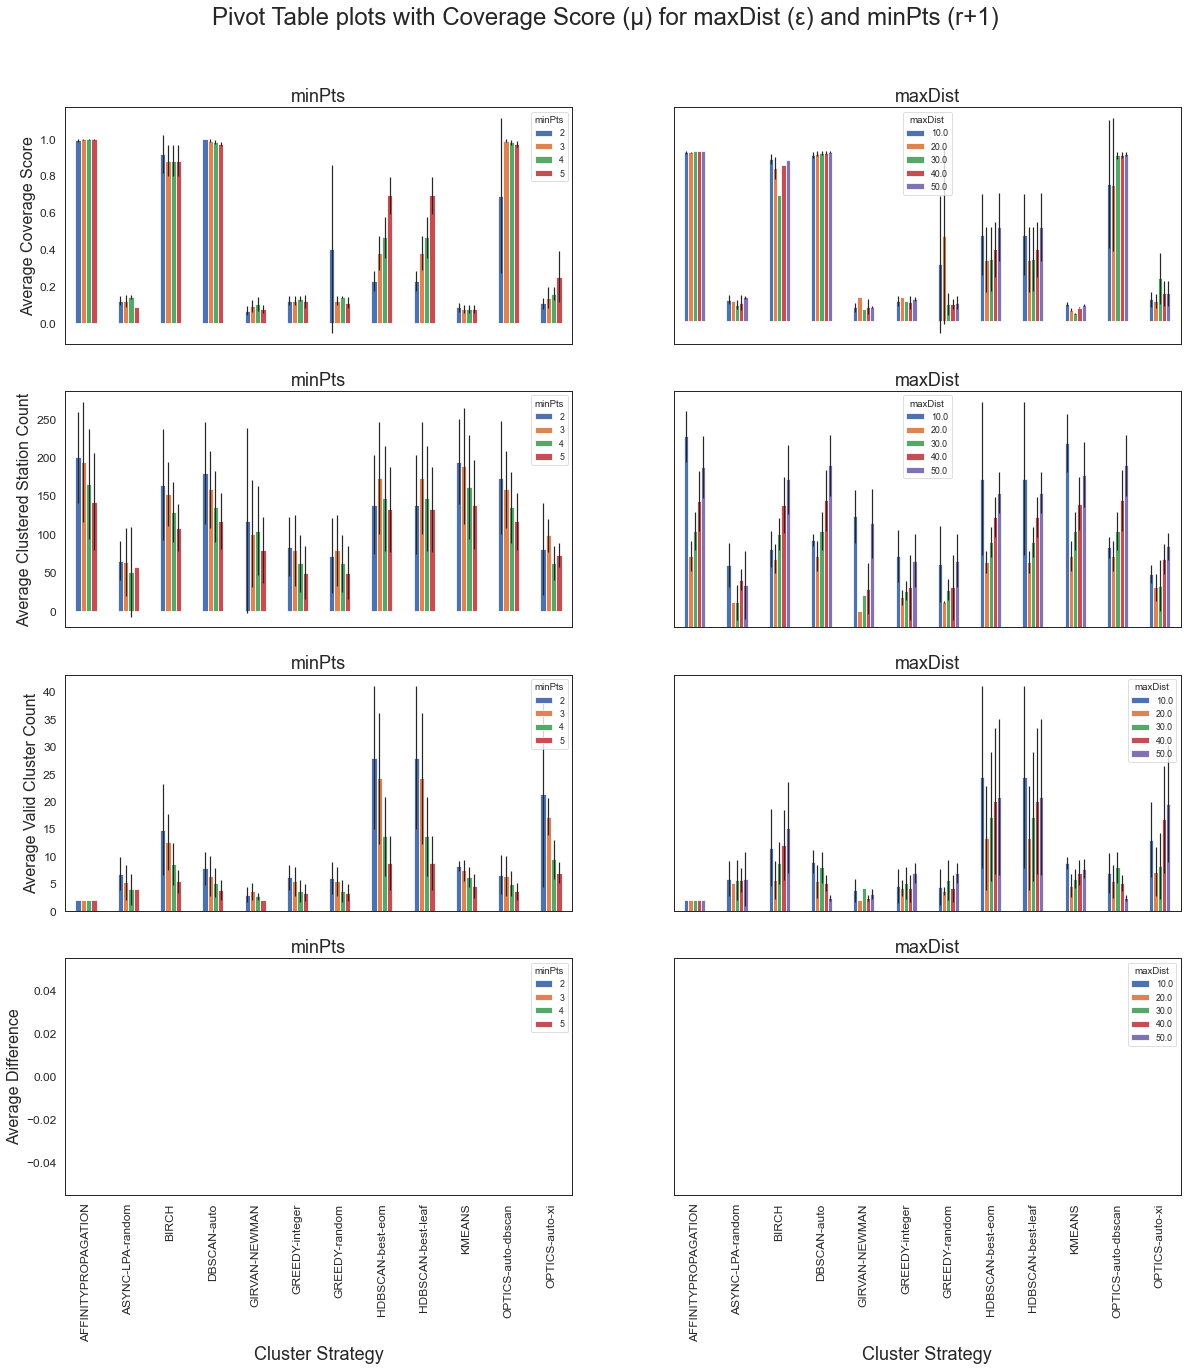 Pivot Table plots with Coverage Score (μ) for maxDist (ε) and minPts (r+1)
minPts
maxDist
Average Coverage Score
1.0
0.8
0.6
0.4
0.2
0.0
minPts
2
3
4
5
maxDist
10.0
20.0
30.0
40.0
50.0
minPts
maxDist
Average Clustered Station Count
250
200
150
100
50
0
minPts
2
3
4
5
maxDist
10.0
20.0
30.0
40.0
50.0
minPts
maxDist
Average Valid Cluster Count
40
35
30
25
20
15
10
5
0
minPts
2
3
4
5
maxDist
10.0
20.0
30.0
40.0
50.0
minPts
maxDist
Average Difference
0.04
0.02
0.00
−0.02
−0.04
minPts
2
3
4
5
maxDist
10.0
20.0
30.0
40.0
50.0
AFFINITYPROPAGATION
ASYNC-LPA-random
BIRCH
DBSCAN-auto
GIRVAN-NEWMAN
GREEDY-integer
GREEDY-random
HDBSCAN-best-eom
HDBSCAN-best-leaf
KMEANS
OPTICS-auto-dbscan
OPTICS-auto-xi
Cluster Strategy
AFFINITYPROPAGATION
ASYNC-LPA-random
BIRCH
DBSCAN-auto
GIRVAN-NEWMAN
GREEDY-integer
GREEDY-random
HDBSCAN-best-eom
HDBSCAN-best-leaf
KMEANS
OPTICS-auto-dbscan
OPTICS-auto-xi
Cluster Strategy